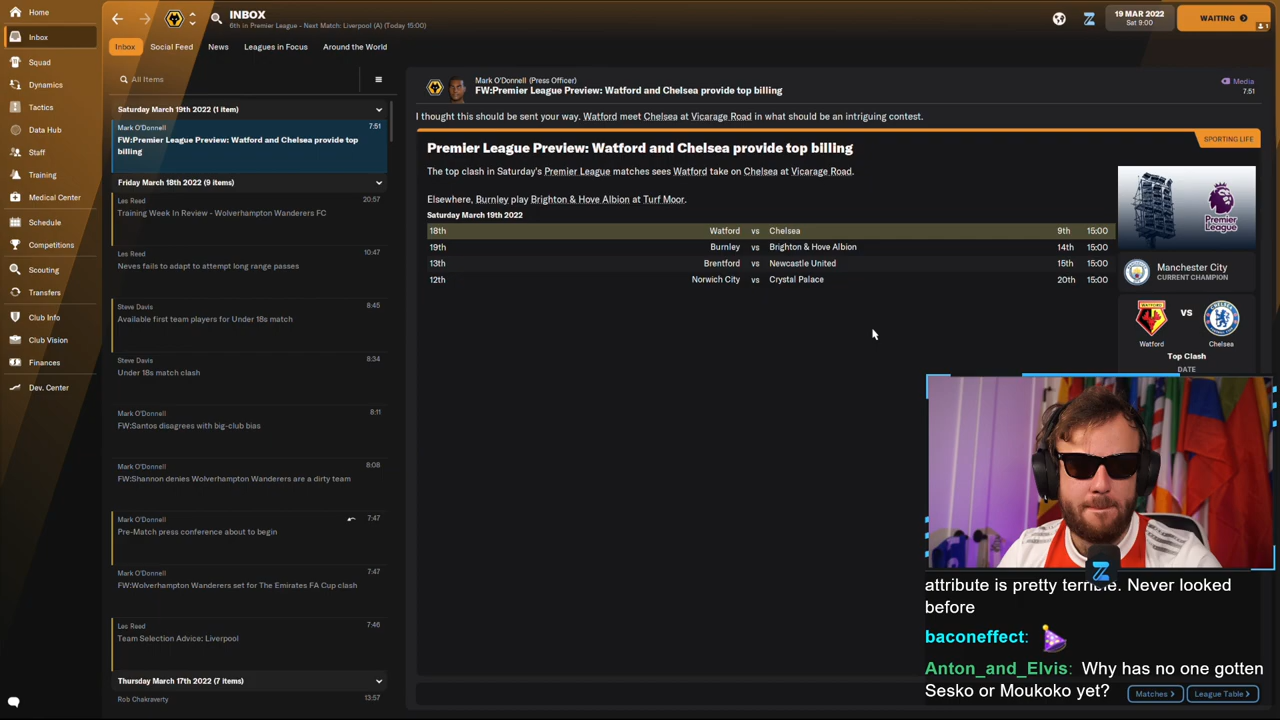 Home
Inbox
Squad
Dynamics
Tactics
Data Hub
Staff
Training
Medical Center
Schedule
Competitions
Scouting
Transfers
Club Info
Club Vision
Finances
Dev. Center
INBOX
6th in Premier League - Next Match: Liverpool (A) (Today 15:00)
19 MAR 2022
Sat 9:00
WAITING
1
Inbox
Social Feed
News
Leagues in Focus
Around the World
All Items
Saturday March 19th 2022 (1 item)
Mark O'Donnell
7:51
FW:Premier League Preview: Watford and Chelsea provide top
billing
Friday March 18th 2022 (9 items)
Les Reed
20:57
Training Week In Review - Wolverhampton Wanderers FC
Les Reed
10:47
Neves fails to adapt to attempt long range passes
Steve Davis
8:45
Available first team players for Under 18s match
Steve Davis
8:34
Under 18s match clash
Mark O'Donnell
8:11
FW:Santos disagrees with big-club bias
Mark O'Donnell
8:08
FW:Shannon denies Wolverhampton Wanderers are a dirty team
Mark O'Donnell
7:47
Pre-Match press conference about to begin
Mark O'Donnell
7:47
FW:Wolverhampton Wanderers set for The Emirates FA Cup clash
Les Reed
7:46
Team Selection Advice: Liverpool
Thursday March 17th 2022 (7 items)
Rob Chakraverty
13:57
Mark O'Donnell (Press Officer)
FW:Premier League Preview: Watford and Chelsea provide top billing
Media
7:51
I thought this should be sent your way. Watford meet Chelsea at Vicarage Road in what should be an intriguing contest.
SPORTING LIFE
Premier League Preview: Watford and Chelsea provide top billing
The top clash in Saturday's Premier League matches sees Watford take on Chelsea at Vicarage Road.
Elsewhere, Burnley play Brighton & Hove Albion at Turf Moor.
Saturday March 19th 2022
18th Watford vs Chelsea 9th 15:00
19th Burnley vs Brighton & Hove Albion 14th 15:00
13th Brentford vs Newcastle United 15th 15:00
12th Norwich City vs Crystal Palace 20th 15:00
Premier
League
Manchester City
CURRENT CHAMPION
VS
Watford
Chelsea
Top Clash
DATE
attribute is pretty terrible. Never looked
before
baconeffect:
Anton_and_Elvis: Why has no one gotten
Sesko or Moukoko yet?
Matches
League Table